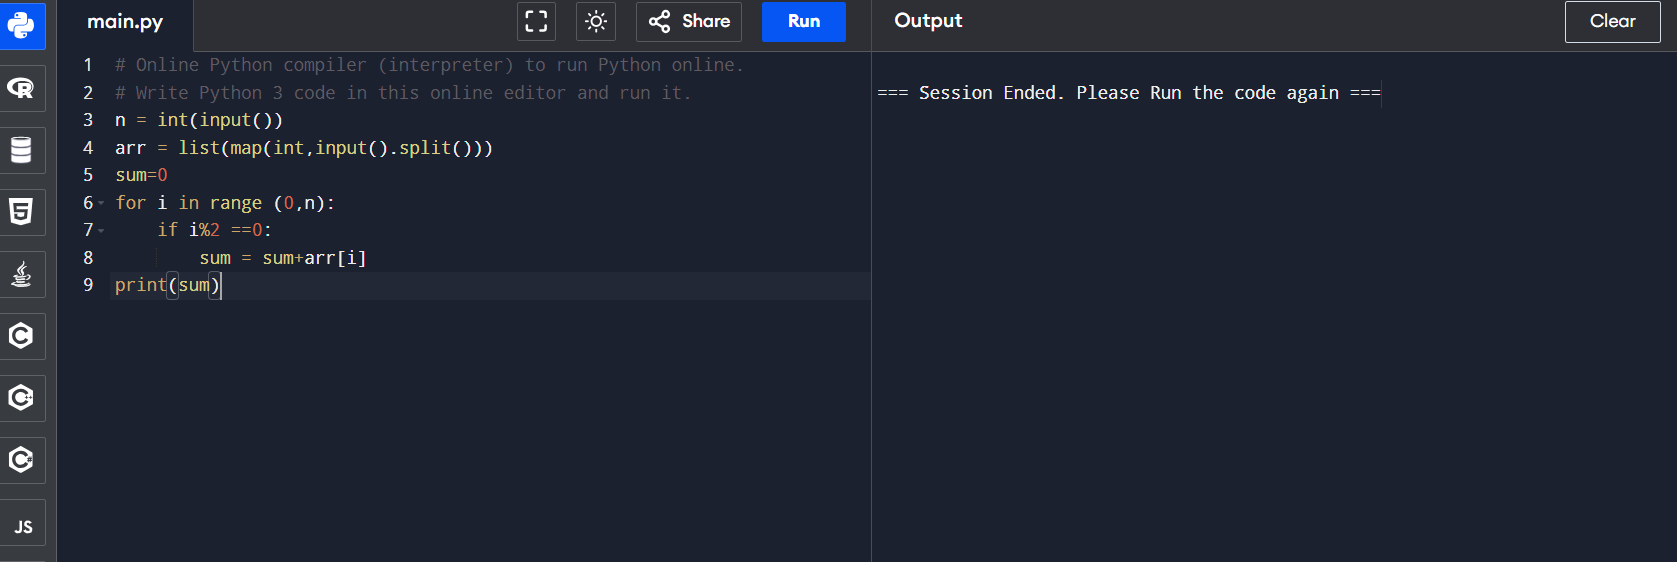 main.py
Share
Run
Output
Clear
1 # Online Python compiler (interpreter) to run Python online.
2 # Write Python 3 code in this online editor and run it.
3 n = int(input())
4 arr = list(map(int,input().split()))
5 sum=0
6 for i in range (0,n):
7     if i%2 ==0:
8         sum = sum+arr[i]
9 print(sum)
=== Session Ended. Please Run the code again ===
R
5
C
C++
C#
JS